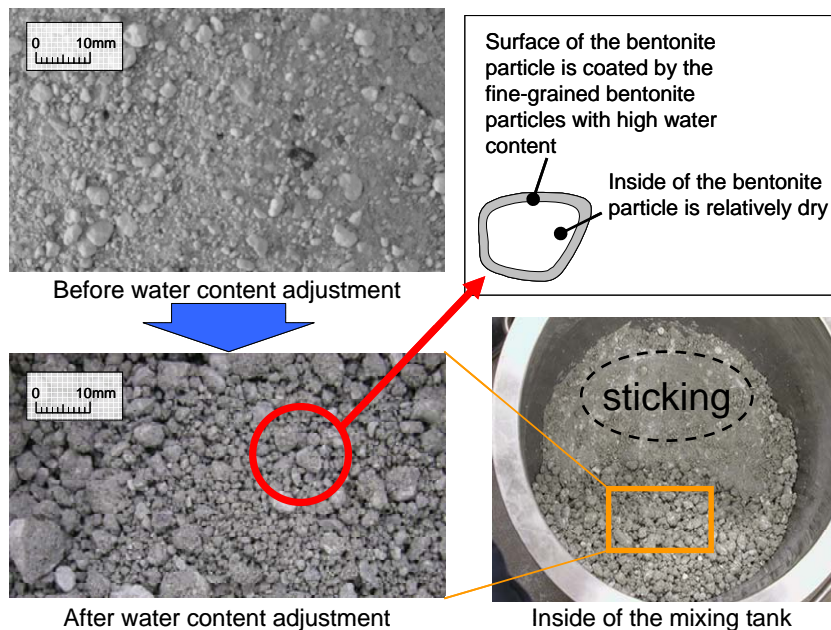 0 10mm
Before water content adjustment
Surface of the bentonite
particle is coated by the
fine-grained bentonite
particles with high water
content
Inside of the bentonite
particle is relatively dry
0 10mm
After water content adjustment
sticking
Inside of the mixing tank